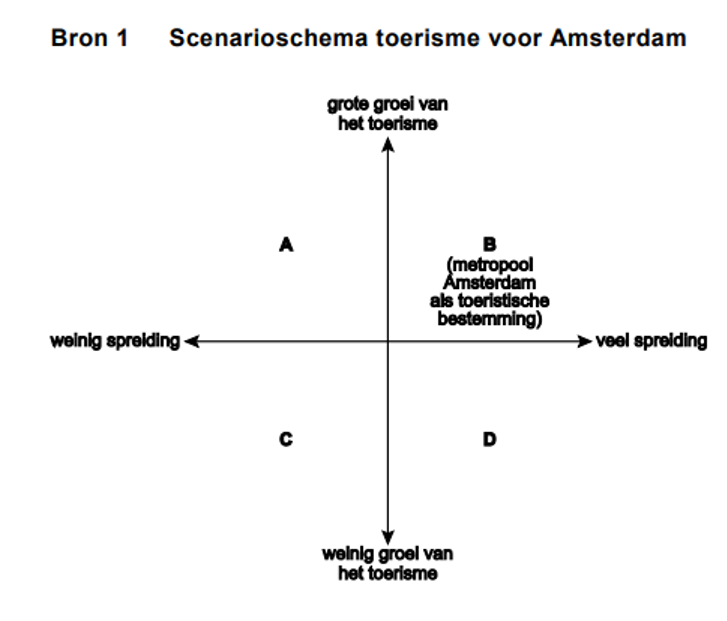 Bron 1 Scenarioschema toerisme voor Amsterdam
grote groei van
het toerisme
A
B
(metropool
Amsterdam
als toeristische
bestemming)
weinig spreiding
veel spreiding
C
D
weinig groei van
het toerisme